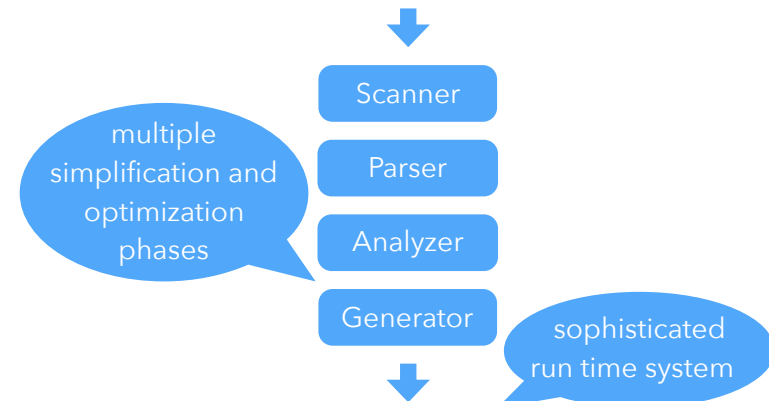 Scanner
multiple
simplification and
optimization
phases
Parser
Analyzer
Generator
sophisticated
run time system